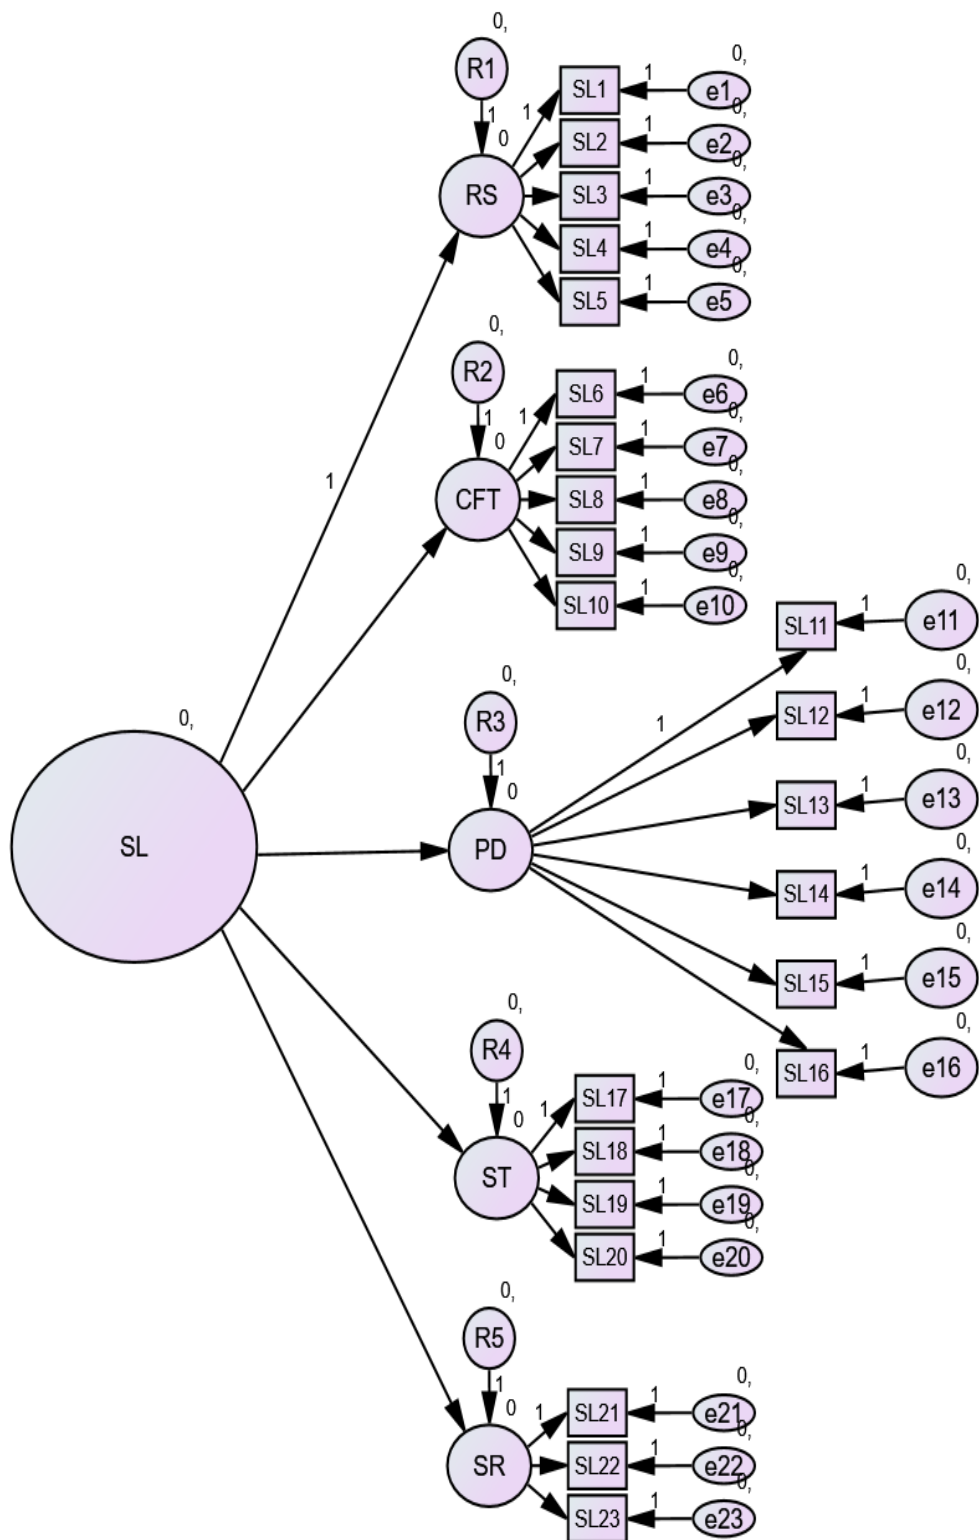 0,
R1
1
0
RS
1
SL1
1
0,
e1
SL2
1
0,
e2
SL3
1
0,
e3
SL4
1
0,
e4
SL5
1
0,
e5
1
0,
R2
1
0
CFT
1
SL6
1
0,
e6
SL7
1
0,
e7
SL8
1
0,
e8
SL9
1
0,
e9
SL10
1
0,
e10
0,
SL
0,
R3
1
0
PD
1
SL11
1
0,
e11
SL12
1
0,
e12
SL13
1
0,
e13
SL14
1
0,
e14
SL15
1
0,
e15
SL16
1
0,
e16
0,
R4
1
0
ST
1
SL17
1
0,
e17
SL18
1
0,
e18
SL19
1
0,
e19
SL20
1
0,
e20
0,
R5
1
0
SR
1
SL21
1
0,
e21
SL22
1
0,
e22
SL23
1
0,
e23